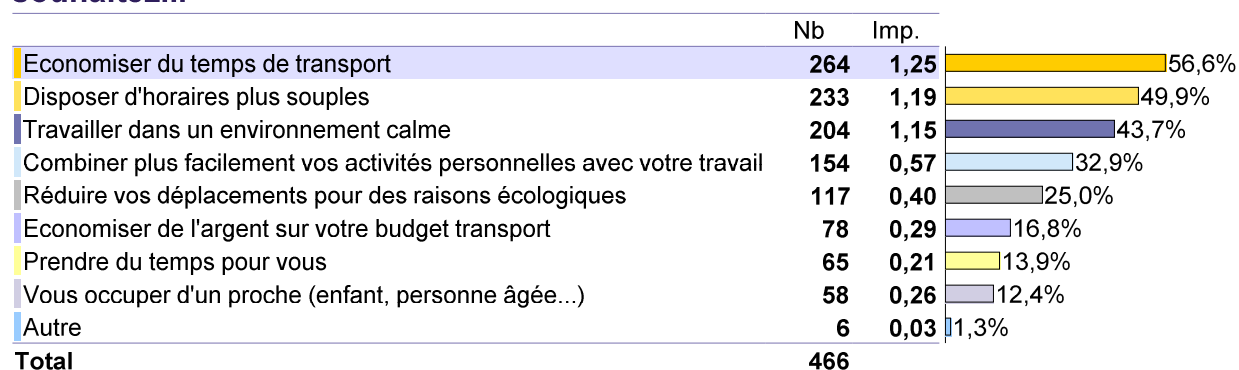 Nb Imp.
Economiser du temps de transport 264 1,25 56,6%
Disposer d'horaires plus souples 233 1,19 49,9%
Travailler dans un environnement calme 204 1,15 43,7%
Combiner plus facilement vos activités personnelles avec votre travail 154 0,57 32,9%
Réduire vos déplacements pour des raisons écologiques 117 0,40 25,0%
Economiser de l'argent sur votre budget transport 78 0,29 16,8%
Prendre du temps pour vous 65 0,21 13,9%
Vous occuper d'un proche (enfant, personne âgée...) 58 0,26 12,4%
Autre 6 0,03 1,3%
Total 466